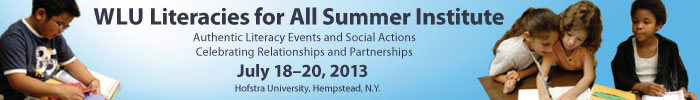 WLU Literacies for All Summer Institute
Authentic Literacy Events and Social Actions
Celebrating Relationships and Partnerships
July 18–20, 2013
Hofstra University, Hempstead, N.Y.